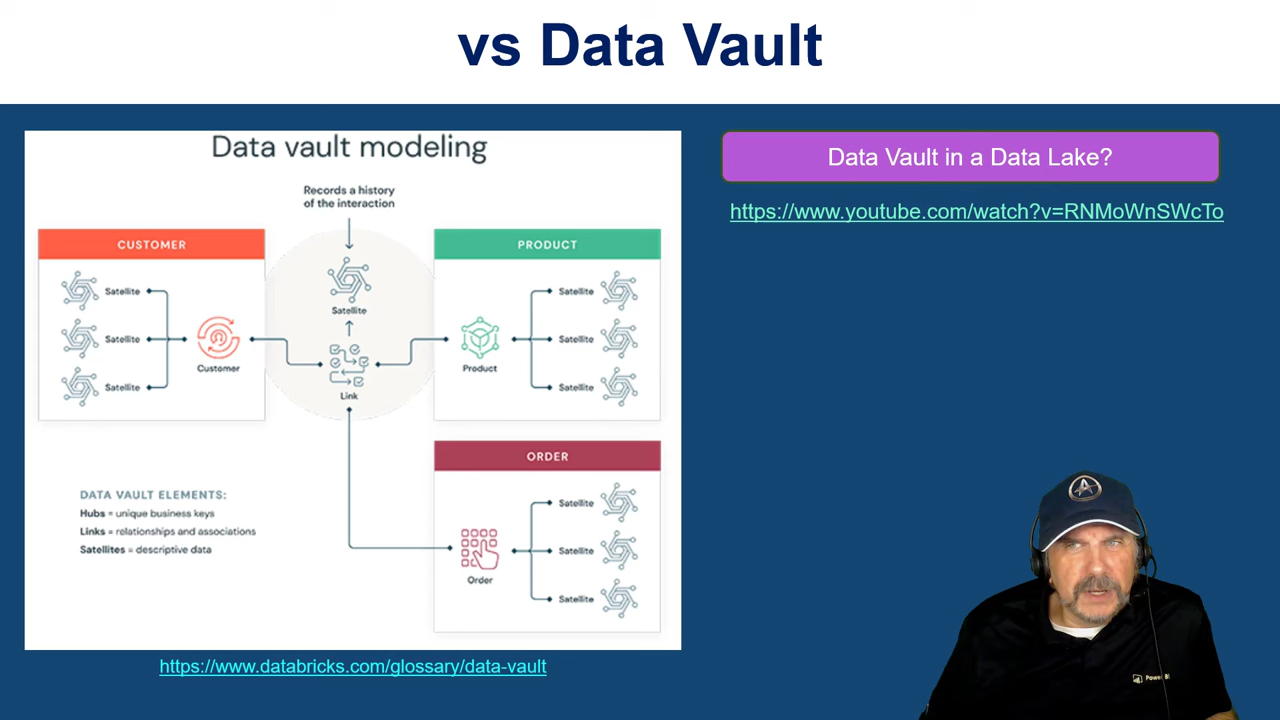 vs Data Vault
Data vault modeling
Records a history
of the interaction
CUSTOMER
Satellite
Satellite
Satellite
Customer
Satellite
Link
PRODUCT
Product
Satellite
Satellite
Satellite
ORDER
Order
Satellite
Satellite
Satellite
DATA VAULT ELEMENTS:
Hubs = unique business keys
Links = relationships and associations
Satellites = descriptive data
https://www.databricks.com/glossary/data-vault
Data Vault in a Data Lake?
https://www.youtube.com/watch?v=RNMoWnSWcTo